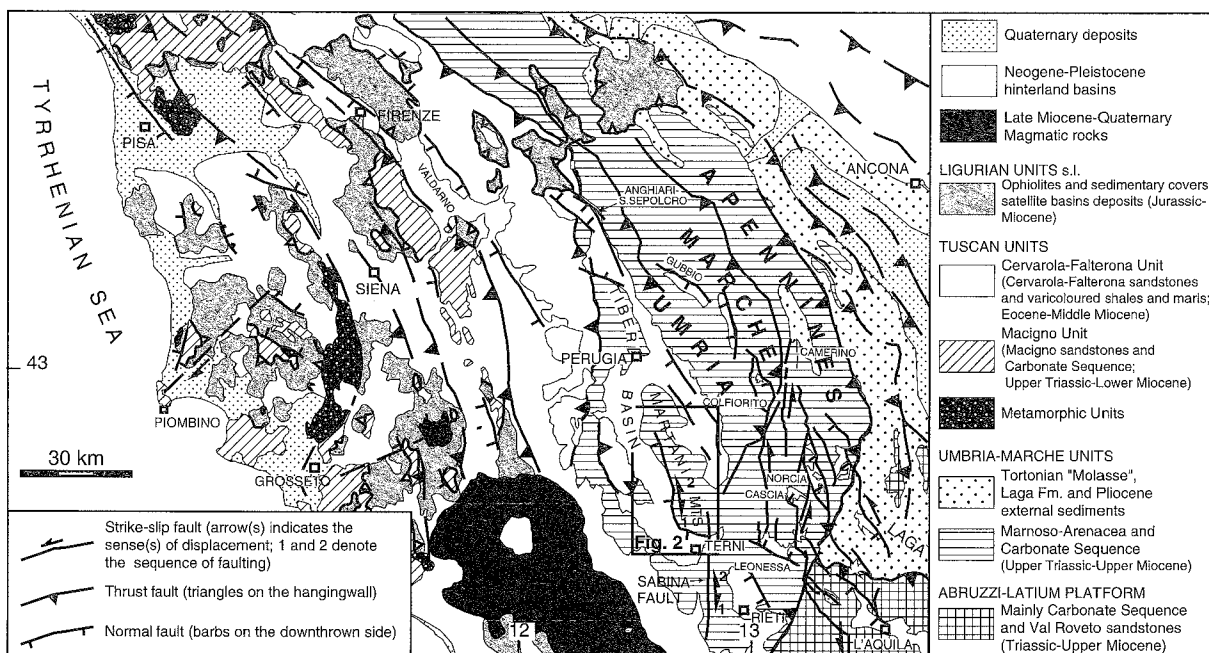 TYRRHENIAN SEA
PISA
FIRENZE
VALDARNO
SIENA
PIOMBINO
GROSSETO
43
30 km
ANGHIARI-
S.SEPOLCRO
GUBBIO
ANCONA
APENNINES
MARCHE
UMBRIA
TIBER
BASIN
PERUGIA
CAMERINO
COLFIORITO
MARTANI
MTS
NORCIA
CASCIA
2
1
Fig. 2
TERNI
LEONESSA
LAGA
SABINA
FAULT
2
1
RIETI
12
13
L'AQUILA
Strike-slip fault (arrow(s) indicates the
sense(s) of displacement; 1 and 2 denote
the sequence of faulting)
Thrust fault (triangles on the hangingwall)
Normal fault (barbs on the downthrown side)
Quaternary deposits
Neogene-Pleistocene
hinterland basins
Late Miocene-Quaternary
Magmatic rocks
LIGURIAN UNITS s.l.
Ophiolites and sedimentary covers
satellite basins deposits (Jurassic-
Miocene)
TUSCAN UNITS
Cervarola-Falterona Unit
(Cervarola-Falterona sandstones
and varicoloured shales and marls;
Eocene-Middle Miocene)
Macigno Unit
(Macigno sandstones and
Carbonate Sequence;
Upper Triassic-Lower Miocene)
Metamorphic Units
UMBRIA-MARCHE UNITS
Tortonian "Molasse",
Laga Fm. and Pliocene
external sediments
Marnoso-Arenacea and
Carbonate Sequence
(Upper Triassic-Upper Miocene)
ABRUZZI-LATIUM PLATFORM
Mainly Carbonate Sequence
and Val Roveto sandstones
(Triassic-Upper Miocene)